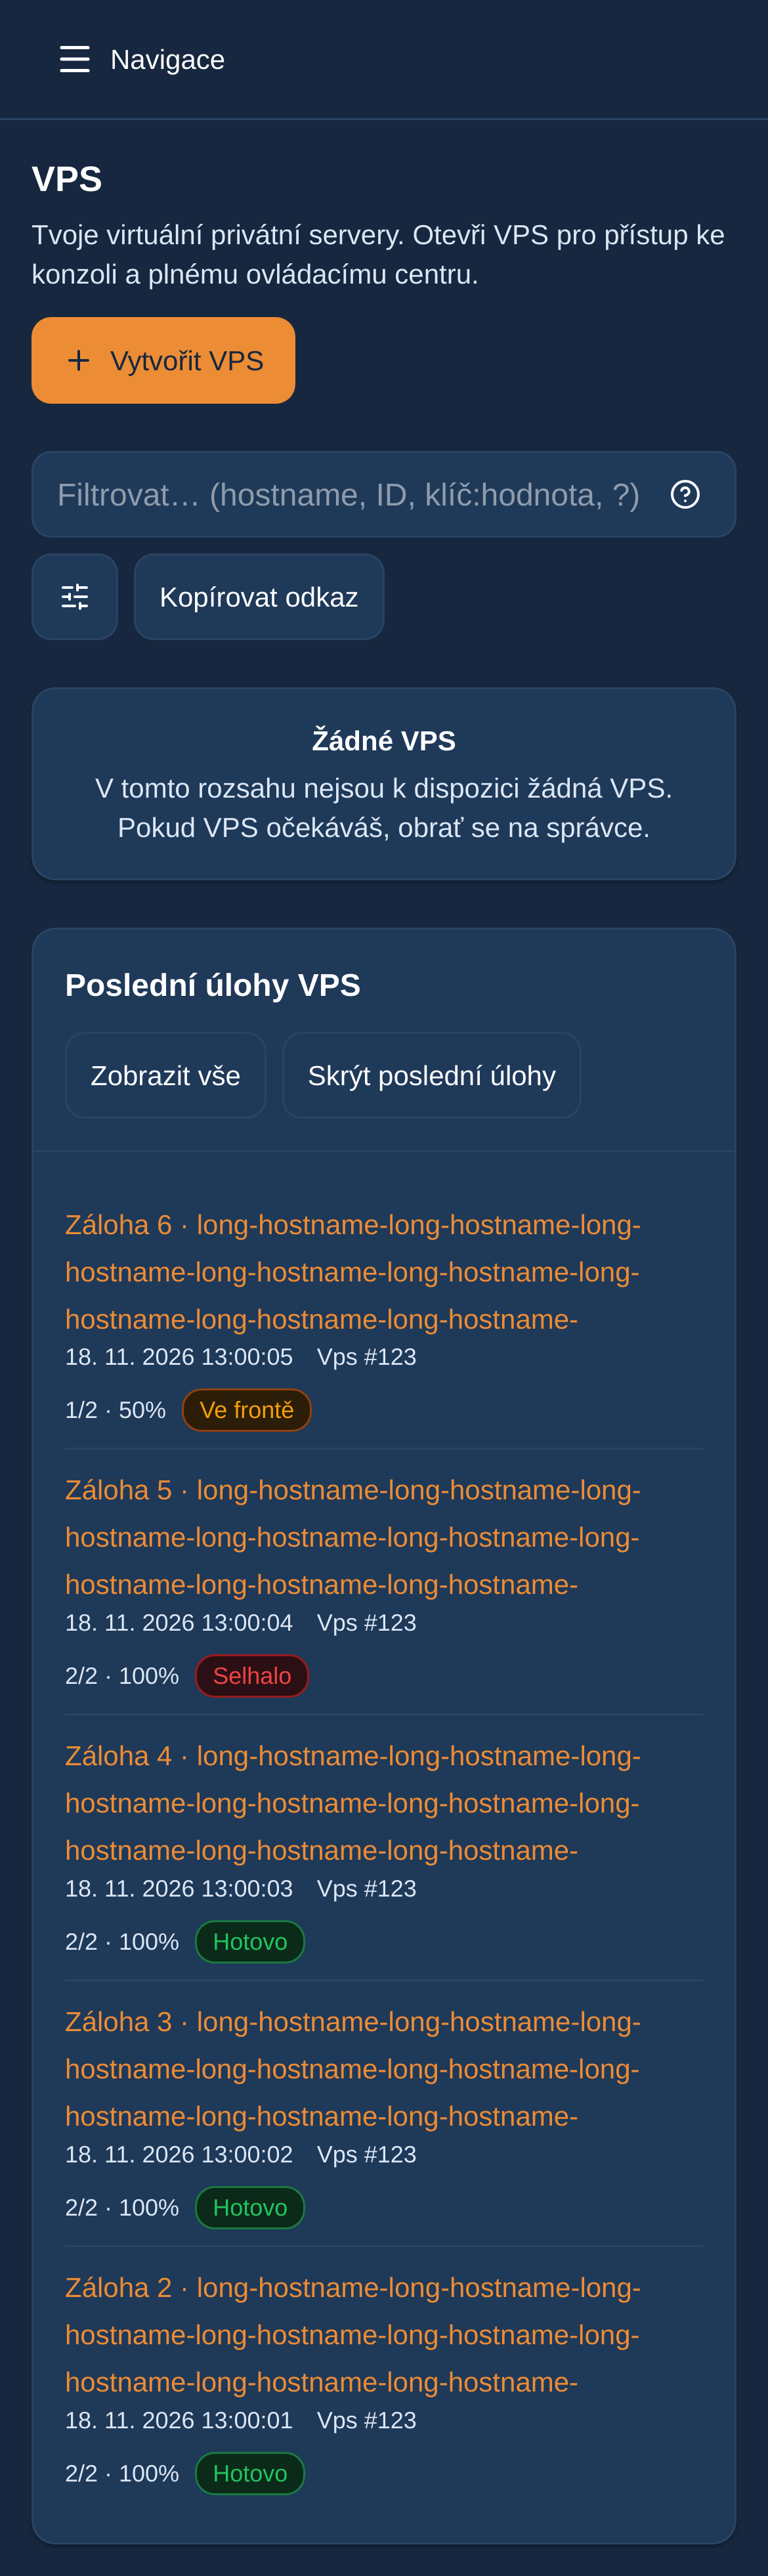 Navigace
VPS
Tvoje virtuální privátní servery. Otevři VPS pro přístup ke
konzoli a plnému ovládacímu centru.
Vytvořit VPS
Filtrovat… (hostname, ID, klíč:hodnota, ?)
Kopírovat odkaz
Žádné VPS
V tomto rozsahu nejsou k dispozici žádná VPS.
Pokud VPS očekáváš, obrať se na správce.
Poslední úlohy VPS
Zobrazit vše
Skrýt poslední úlohy
Záloha 6 · long-hostname-long-hostname-long-
hostname-long-hostname-long-hostname-long-
hostname-long-hostname-long-hostname-
18. 11. 2026 13:00:05 Vps #123
1/2 · 50% Ve frontě
Záloha 5 · long-hostname-long-hostname-long-
hostname-long-hostname-long-hostname-long-
hostname-long-hostname-long-hostname-
18. 11. 2026 13:00:04 Vps #123
2/2 · 100% Selhalo
Záloha 4 · long-hostname-long-hostname-long-
hostname-long-hostname-long-hostname-long-
hostname-long-hostname-long-hostname-
18. 11. 2026 13:00:03 Vps #123
2/2 · 100% Hotovo
Záloha 3 · long-hostname-long-hostname-long-
hostname-long-hostname-long-hostname-long-
hostname-long-hostname-long-hostname-
18. 11. 2026 13:00:02 Vps #123
2/2 · 100% Hotovo
Záloha 2 · long-hostname-long-hostname-long-
hostname-long-hostname-long-hostname-long-
hostname-long-hostname-long-hostname-
18. 11. 2026 13:00:01 Vps #123
2/2 · 100% Hotovo